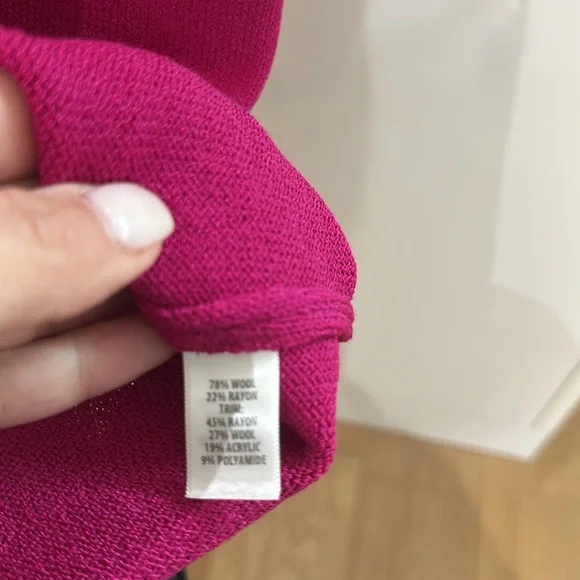 78% WOOL
22% RAYON
TRIM:
45% RAYON
27% WOOL
19% ACRYLIC
9% POLYAMIDE